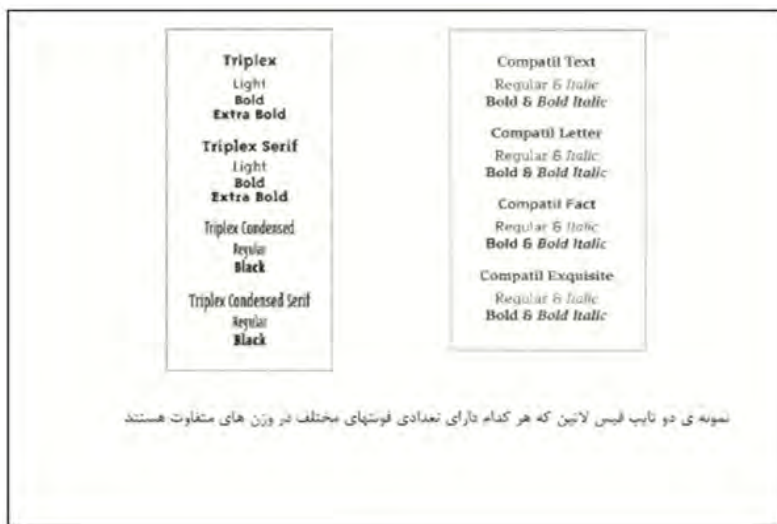 Triplex
Light
Bold
Extra Bold
Triplex Serif
Light
Bold
Extra Bold
Triplex Condensed
Regular
Black
Triplex Condensed Serif
Regular
Black
Compatil Text
Regular & Italic
Bold & Bold Italic
Compatil Letter
Regular & Italic
Bold & Bold Italic
Compatil Fact
Regular & Italic
Bold & Bold Italic
Compatil Exquisite
Regular & Italic
Bold & Bold Italic
نمونه ی دو تایپ فیس لاتین که هر کدام دارای تعدادی فونتهای مختلف در وزن های متفاوت هستند